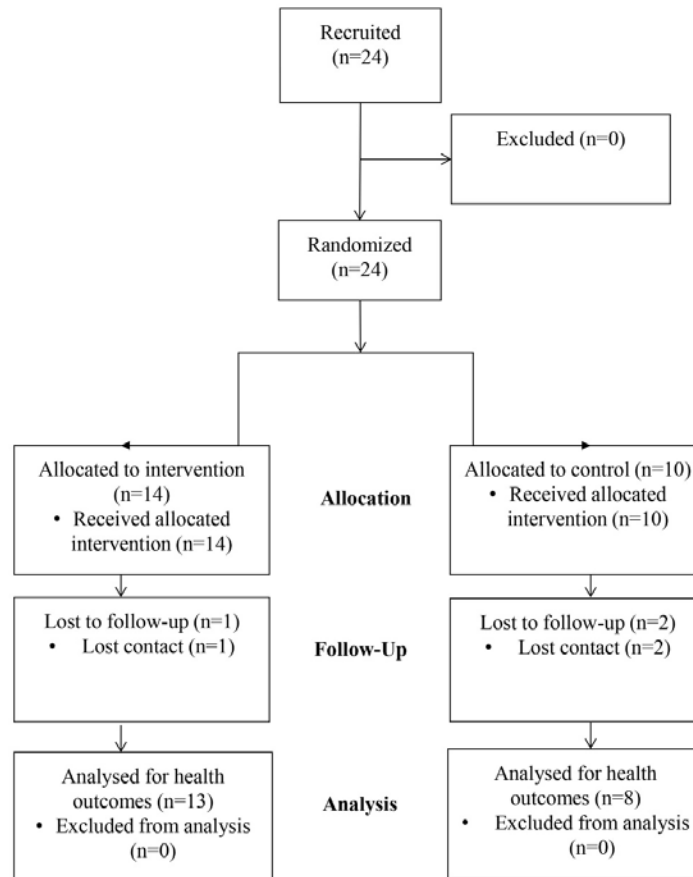 Recruited
(n=24)
Excluded (n=0)
Randomized
(n=24)
Allocated to intervention
(n=14)
• Received allocated
intervention (n=14)
Allocation
Allocated to control (n=10)
• Received allocated
intervention (n=10)
Lost to follow-up (n=1)
• Lost contact (n=1)
Follow-Up
Lost to follow-up (n=2)
• Lost contact (n=2)
Analysed for health
outcomes (n=13)
• Excluded from analysis
(n=0)
Analysis
Analysed for health
outcomes (n=8)
• Excluded from analysis
(n=0)